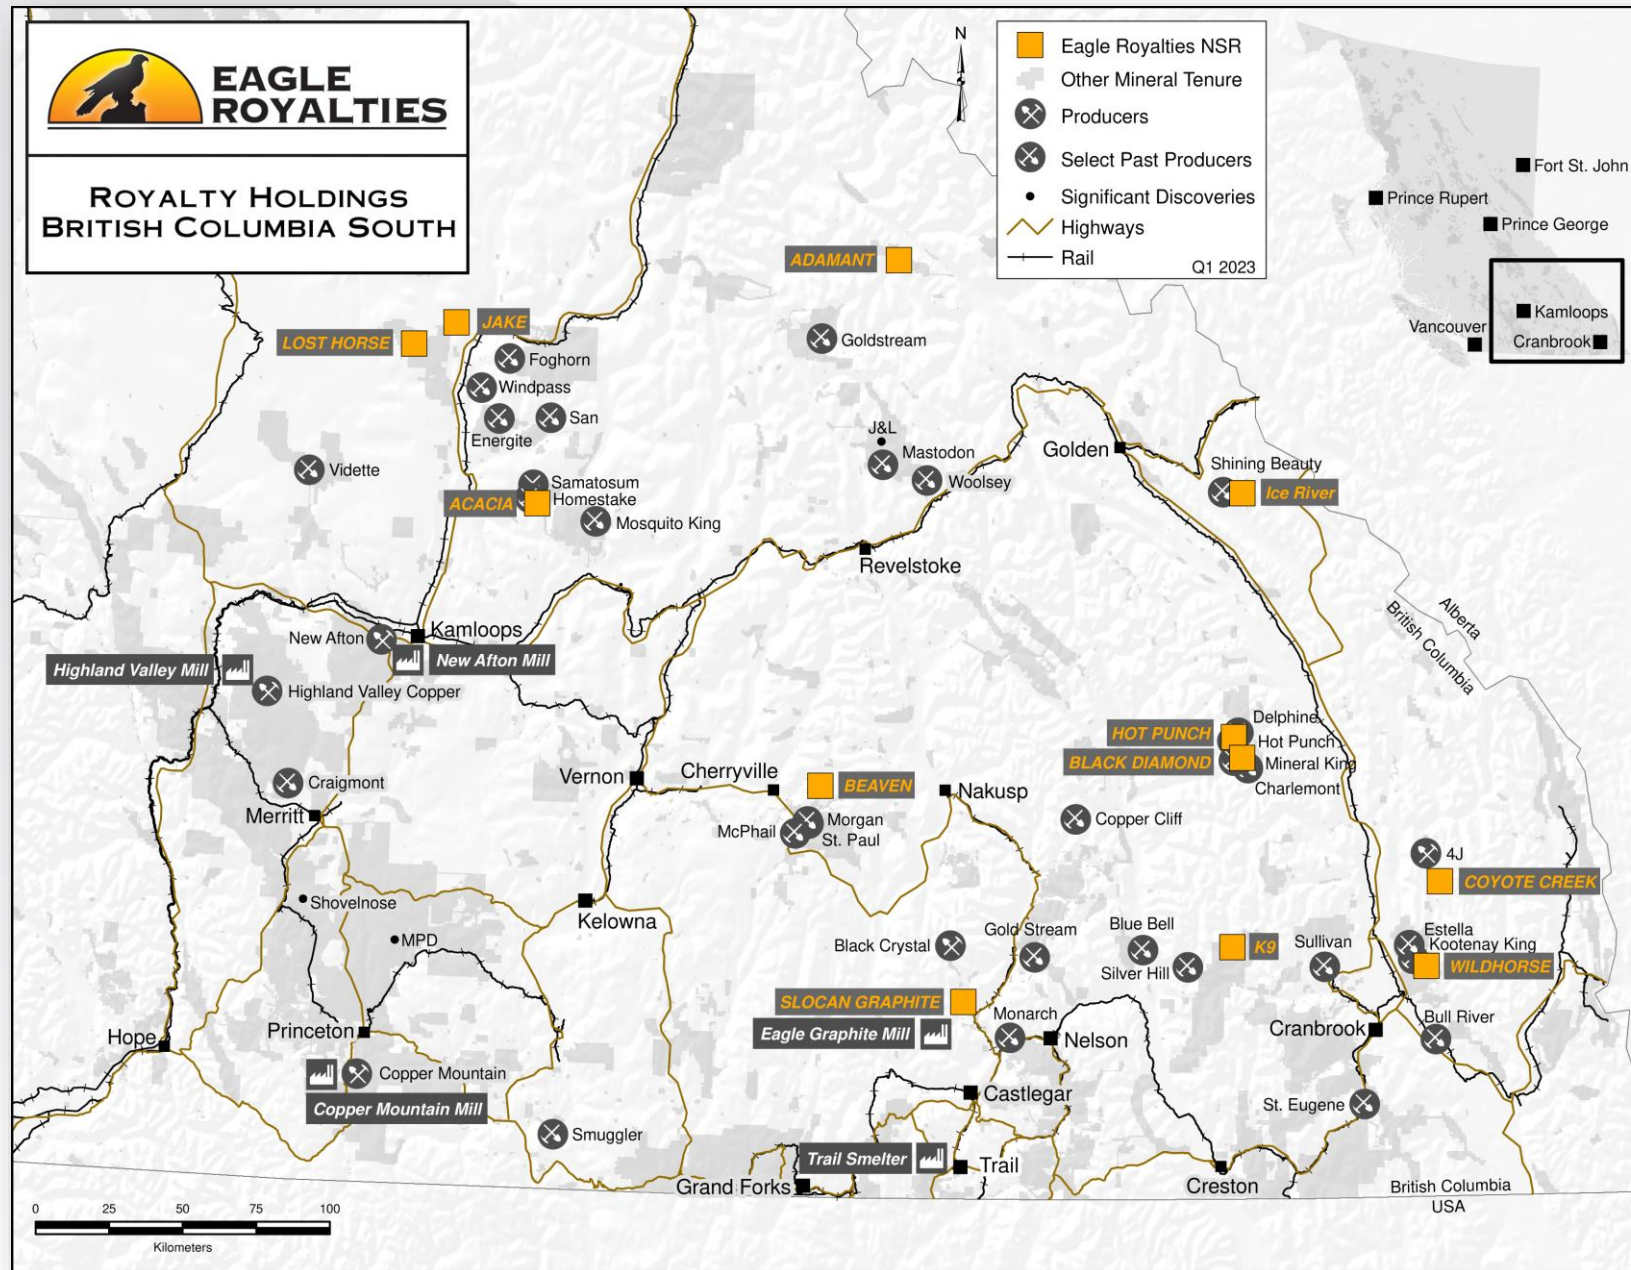 EAGLE
ROYALTIES
ROYALTY HOLDINGS
BRITISH COLUMBIA SOUTH
N
Eagle Royalties NSR
Other Mineral Tenure
Producers
Select Past Producers
Significant Discoveries
Highways
Rail
Q1 2023
Fort St. John
Prince Rupert
Prince George
Kamloops
Vancouver
Cranbrook
ADAMANT
JAKE
LOST HORSE
Goldstream
Foghorn
Windpass
San
Energite
J&L
Mastodon
Woolsey
Golden
Shining Beauty
Ice River
Vidette
Samatosum
Homestake
ACACIA
Mosquito King
Revelstoke
Alberta
British Columbia
New Afton
Kamloops
New Afton Mill
Highland Valley Mill
Highland Valley Copper
Delphine
HOT PUNCH
Hot Punch
BLACK DIAMOND
Mineral King
Charlemont
Craigmont
Merritt
Vernon
Cherryville
BEAVEN
Nakusp
Morgan
McPhail
St. Paul
Copper Cliff
4J
COYOTE CREEK
Shovelnose
MPD
Kelowna
Black Crystal
Gold Stream
Blue Bell
Silver Hill
K9
Sullivan
Estella
Kootenay King
WILDHORSE
SLOCAN GRAPHITE
Eagle Graphite Mill
Monarch
Nelson
Cranbrook
Bull River
Hope
Princeton
Copper Mountain
Copper Mountain Mill
Castlegar
St. Eugene
Smuggler
Trail Smelter
Trail
Grand Forks
Creston
British Columbia
USA
0 25 50 75 100
Kilometers